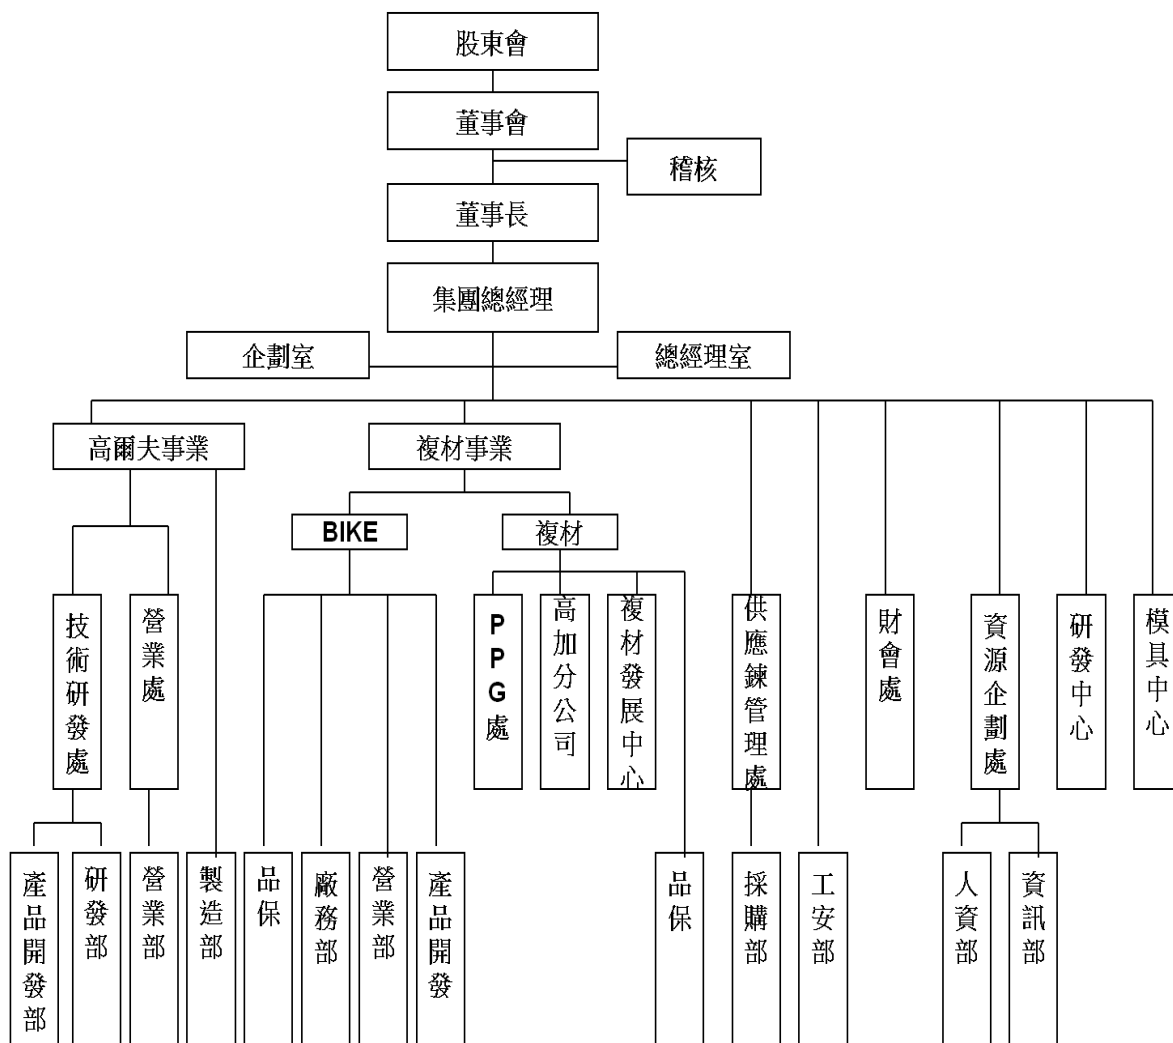 股東會
董事會
稽核
董事長
集團總經理
企劃室
總經理室
高爾夫事業
複材事業
BIKE
複材
技術研發處
營業處
PPG處
高加分公司
複材發展中心
供應鍊管理處
財會處
資源企劃處
研發中心
模具中心
產品開發部
研發部
營業部
製造部
品保
廠務部
營業部
產品開發
品保
採購部
工安部
人資部
資訊部